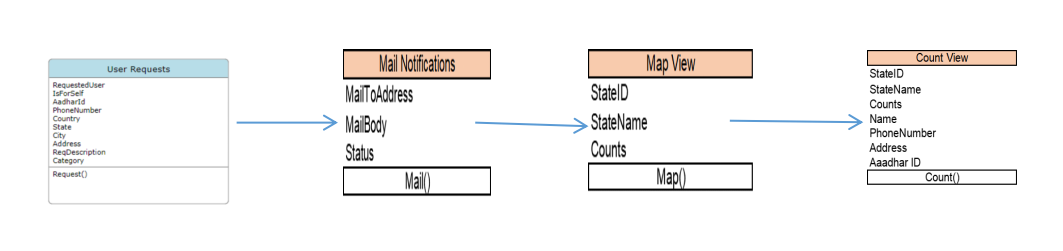 User Requests
RequestedUser
IsForSelf
AadharId
PhoneNumber
Country
State
City
Address
ReqDescription
Category
Request()
Mail Notifications
MailToAddress
MailBody
Status
Mail()
Map View
StateID
StateName
Counts
Map()
Count View
StateID
StateName
Counts
Name
PhoneNumber
Address
Aaadhar ID
Count()